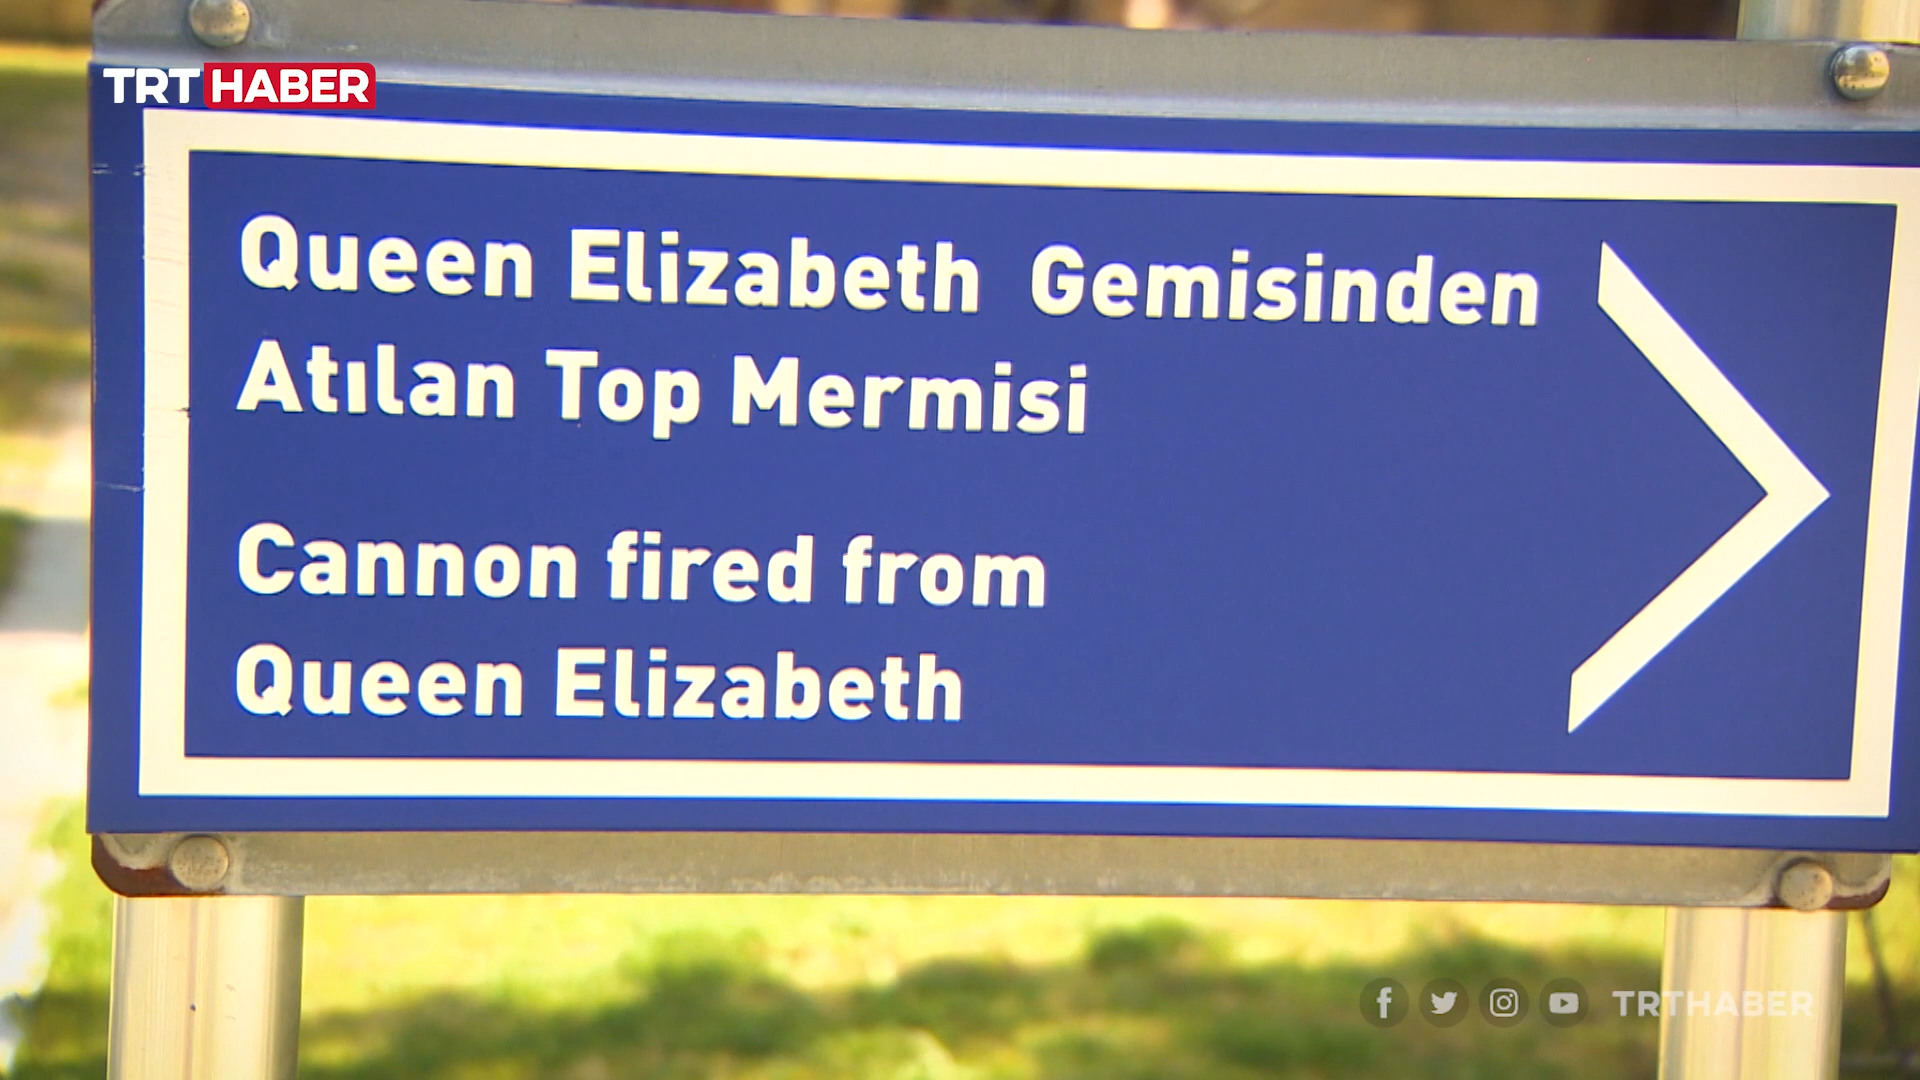 TRT HABER
Queen Elizabeth Gemisinden
Atılan Top Mermisi
Cannon fired from
Queen Elizabeth
TRTHABER